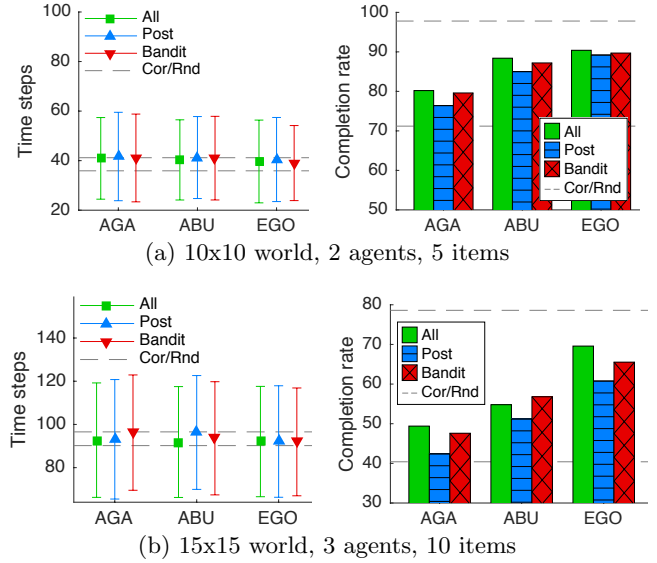 All
Post
Bandit
Cor/Rnd
Time steps
100
80
60
40
20
AGA
ABU
EGO
Completion rate
100
90
80
70
60
50
All
Post
Bandit
Cor/Rnd
AGA
ABU
EGO
(a) 10x10 world, 2 agents, 5 items
All
Post
Bandit
Cor/Rnd
Time steps
140
120
100
80
AGA
ABU
EGO
Completion rate
80
70
60
50
40
30
All
Post
Bandit
Cor/Rnd
AGA
ABU
EGO
(b) 15x15 world, 3 agents, 10 items